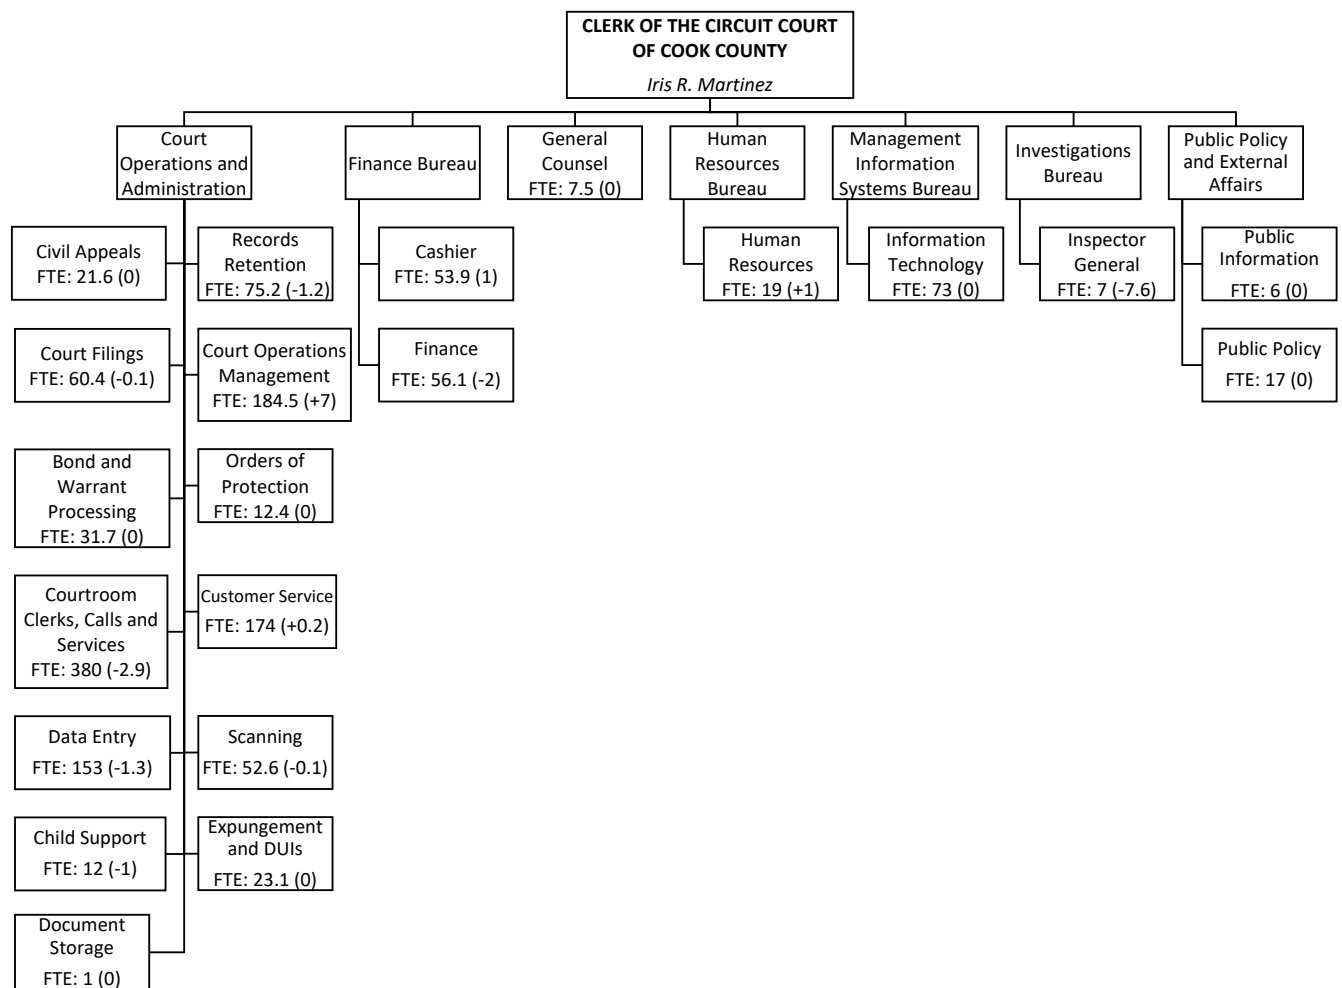 CLERK OF THE CIRCUIT COURT
OF COOK COUNTY
Iris R. Martinez
Court
Operations and
Administration
Finance Bureau
General
Counsel
FTE: 7.5 (0)
Human
Resources
Bureau
Management
Information
Systems Bureau
Investigations
Bureau
Public Policy
and External
Affairs
Civil Appeals
FTE: 21.6 (0)
Records
Retention
FTE: 75.2 (-1.2)
Cashier
FTE: 53.9 (1)
Human
Resources
FTE: 19 (+1)
Information
Technology
FTE: 73 (0)
Inspector
General
FTE: 7 (-7.6)
Public
Information
FTE: 6 (0)
Court Filings
FTE: 60.4 (-0.1)
Court Operations
Management
FTE: 184.5 (+7)
Finance
FTE: 56.1 (-2)
Public Policy
FTE: 17 (0)
Bond and
Warrant
Processing
FTE: 31.7 (0)
Orders of
Protection
FTE: 12.4 (0)
Courtroom
Clerks, Calls and
Services
FTE: 380 (-2.9)
Customer Service
FTE: 174 (+0.2)
Data Entry
FTE: 153 (-1.3)
Scanning
FTE: 52.6 (-0.1)
Child Support
FTE: 12 (-1)
Expungement
and DUIs
FTE: 23.1 (0)
Document
Storage
FTE: 1 (0)